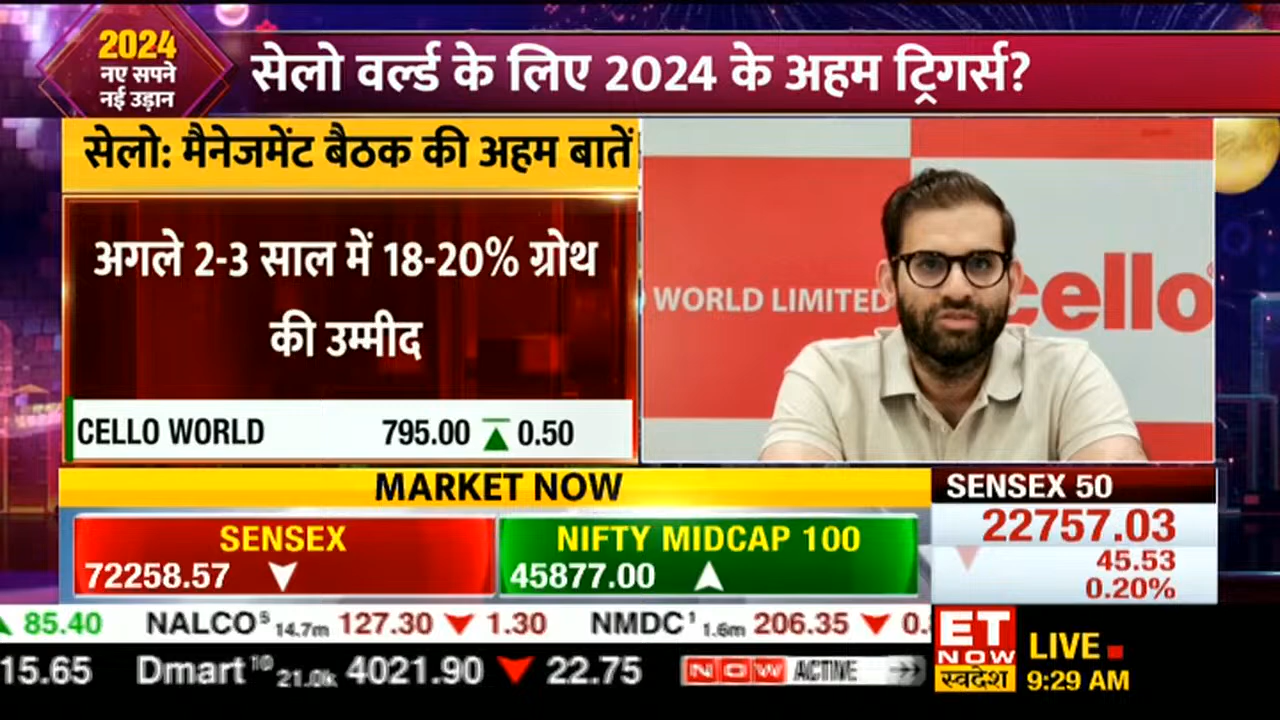 2024
नए सपने
नई उड़ान
सेलो वर्ल्ड के लिए 2024 के अहम ट्रिगर्स?
सेलो: मैनेजमेंट बैठक की अहम बातें
अगले 2-3 साल में 18-20% ग्रोथ
की उम्मीद
CELLO WORLD 795.00 0.50
WORLD LIMITED
cello
MARKET NOW
SENSEX
72258.57
NIFTY MIDCAP 100
45877.00
SENSEX 50
22757.03
45.53
0.20%
85.40 NALCO 5 14.7m 127.30 1.30 NMDC 1 1.6m 206.35
15.65 Dmart 10 21.0k 4021.90 22.75 NOW ACTIVE
ET
NOW
स्वदेश
LIVE
9:29 AM